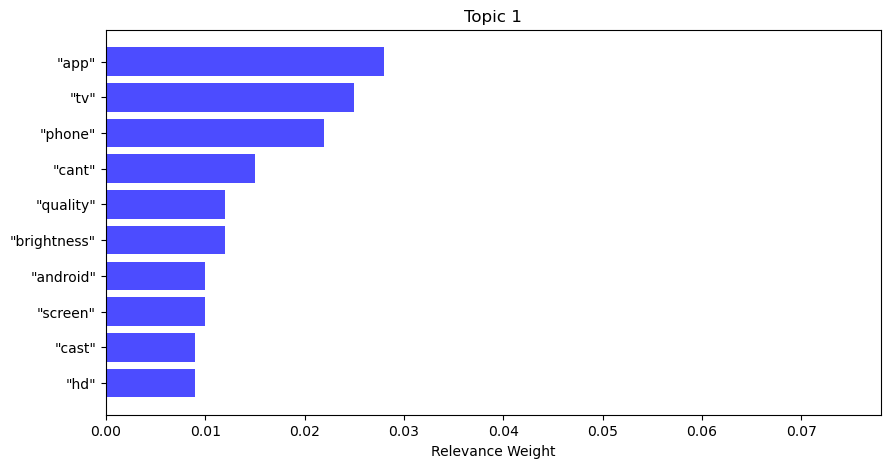 Topic 1
"app"
"tv"
"phone"
"cant"
"quality"
"brightness"
"android"
"screen"
"cast"
"hd"
0.00 0.01 0.02 0.03 0.04 0.05 0.06 0.07
Relevance Weight